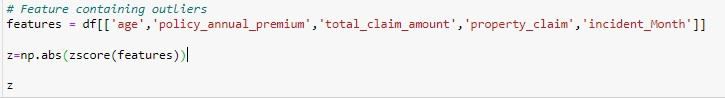 # Feature containing outliers
features = df[['age','policy_annual_premium','total_claim_amount','property_claim','incident_Month']]
z=np.abs(zscore(features))
z